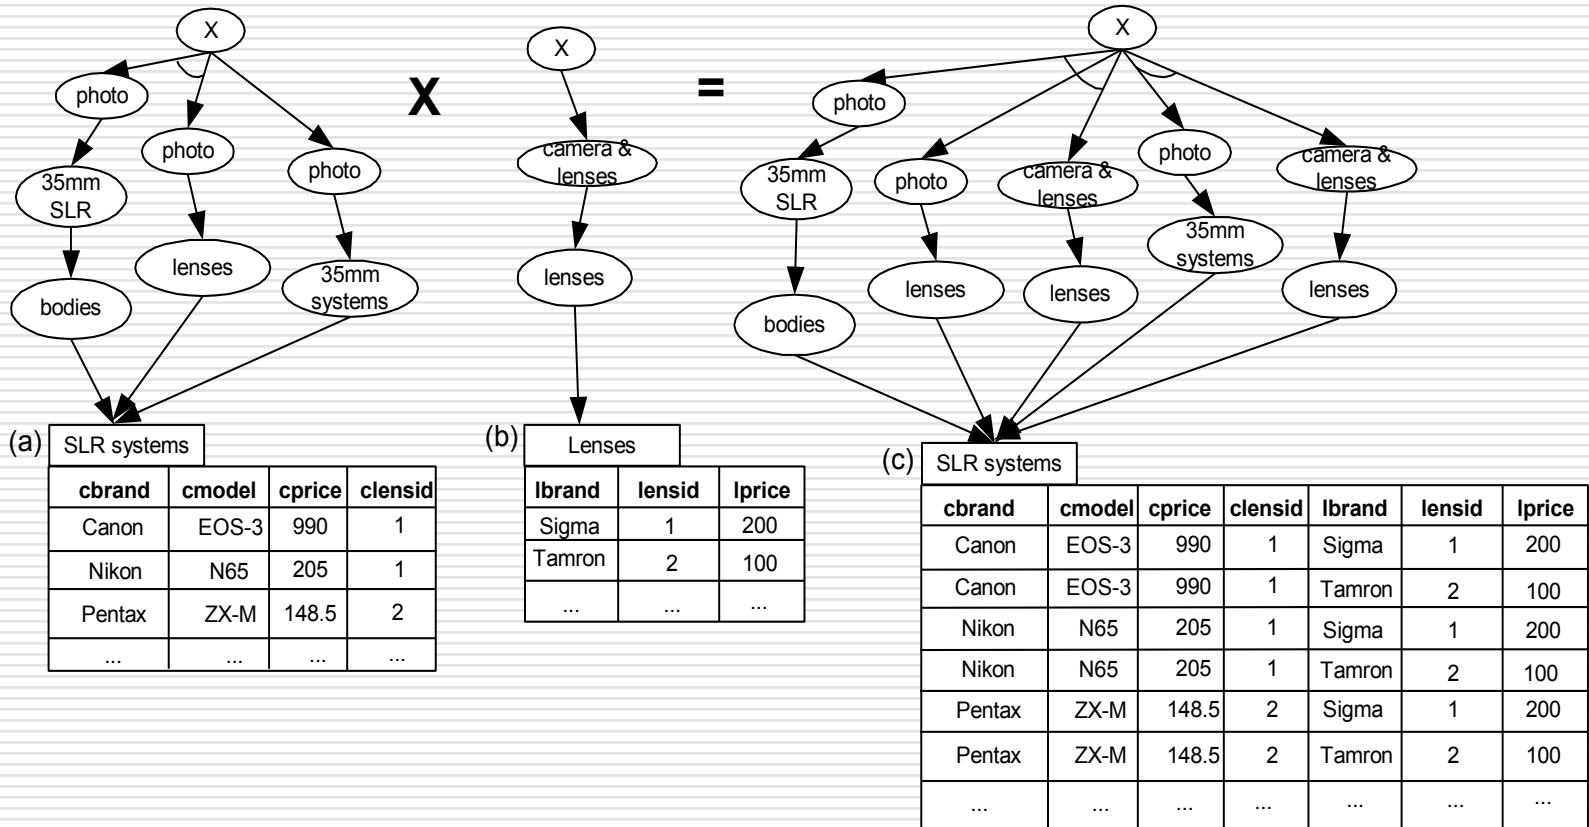 X
photo
35mm
SLR
bodies
photo
lenses
photo
35mm
systems
X
X
camera &
lenses
lenses
=
X
photo
35mm
SLR
bodies
photo
lenses
camera &
lenses
lenses
photo
35mm
systems
camera &
lenses
lenses
(a) SLR systems
cbrand cmodel cprice clensid
Canon EOS-3 990 1
Nikon N65 205 1
Pentax ZX-M 148.5 2
... ... ... ...
(b) Lenses
lbrand lensid lprice
Sigma 1 200
Tamron 2 100
... ... ...
(c) SLR systems
cbrand cmodel cprice clensid lbrand lensid lprice
Canon EOS-3 990 1 Sigma 1 200
Canon EOS-3 990 1 Tamron 2 100
Nikon N65 205 1 Sigma 1 200
Nikon N65 205 1 Tamron 2 100
Pentax ZX-M 148.5 2 Sigma 1 200
Pentax ZX-M 148.5 2 Tamron 2 100
... ... ... ... ... ... ...